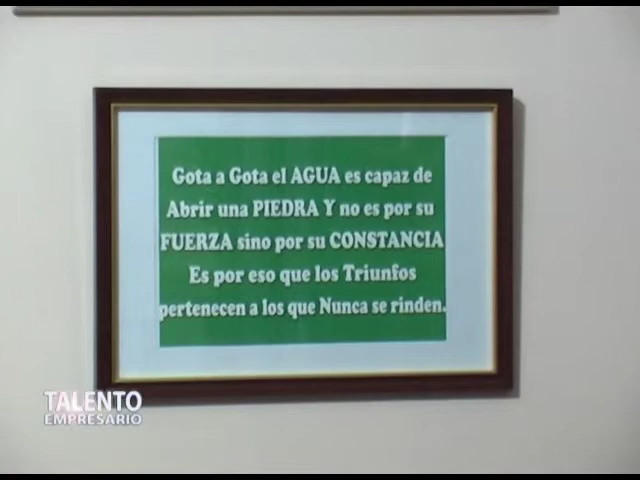 Gota a Gota el AGUA es capaz de
Abrir una PIEDRA Y no es por su
FUERZA sino por su CONSTANCIA
Es por eso que los Triunfos
pertenecen a los que Nunca se rinden.
TALENTO
EMPRESARIO